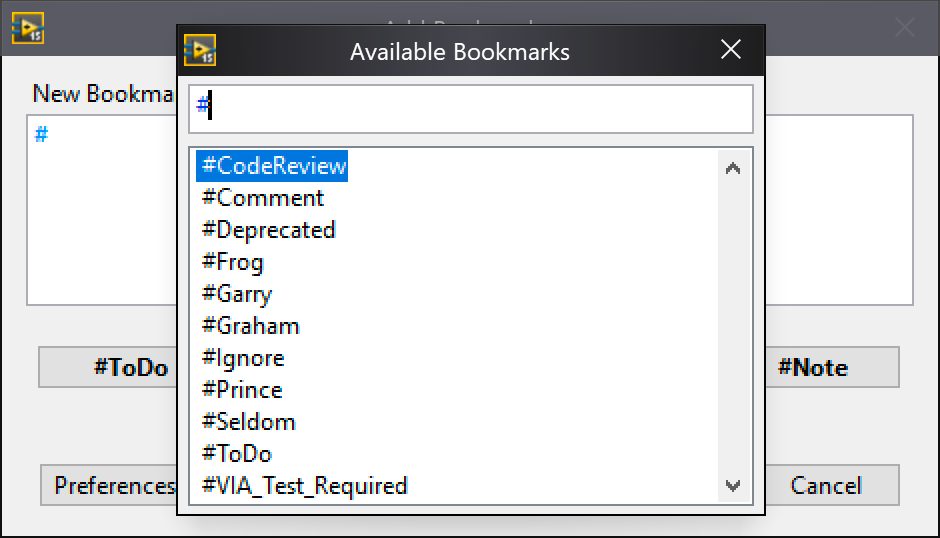 Available Bookmarks
New Bookma
#
#
#CodeReview
#Comment
#Deprecated
#Frog
#Garry
#Graham
#Ignore
#Prince
#Seldom
#ToDo
#VIA_Test_Required
#ToDo
#Note
Preferences
Cancel